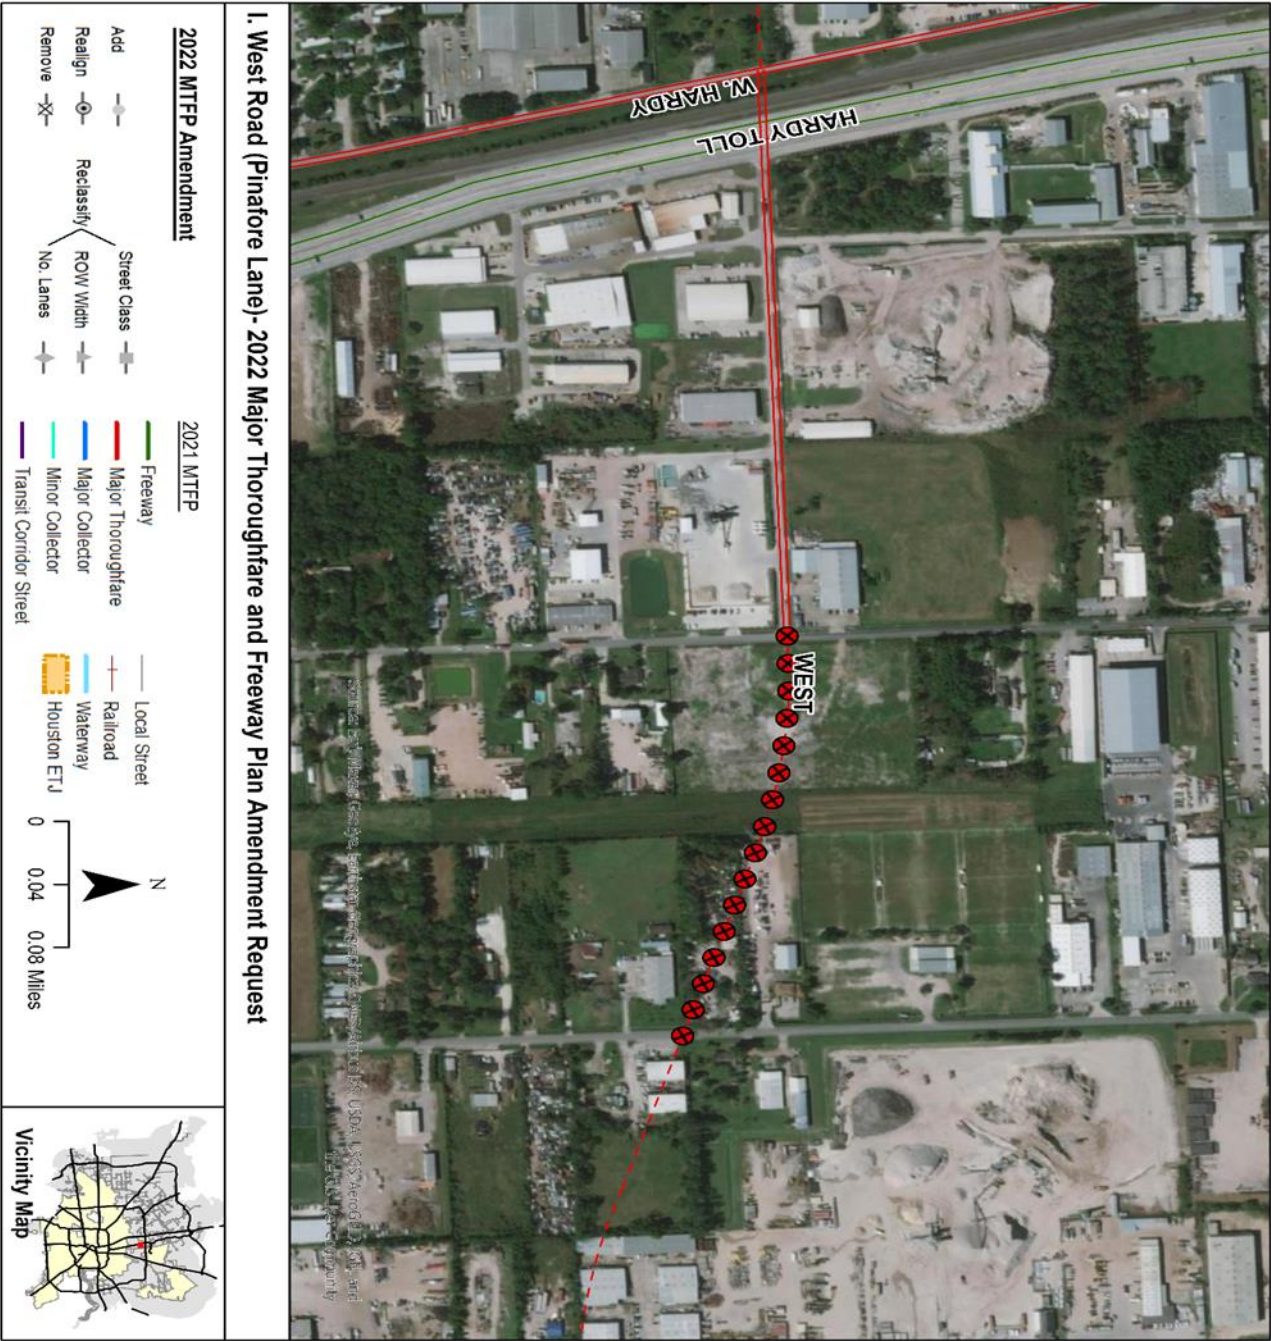 W. HARDY
HARDY TOLL
WEST
I. West Road (Pinafore Lane)- 2022 Major Thoroughfare and Freeway Plan Amendment Request
2022 MTFP Amendment
Add
Realign
Remove
Reclassify
Street Class
ROW Width
No. Lanes
2021 MTFP
Freeway
Major Thoroughfare
Major Collector
Minor Collector
Transit Corridor Street
Local Street
Railroad
Waterway
Houston ETJ
N
0 0.04 0.08 Miles
Vicinity Map